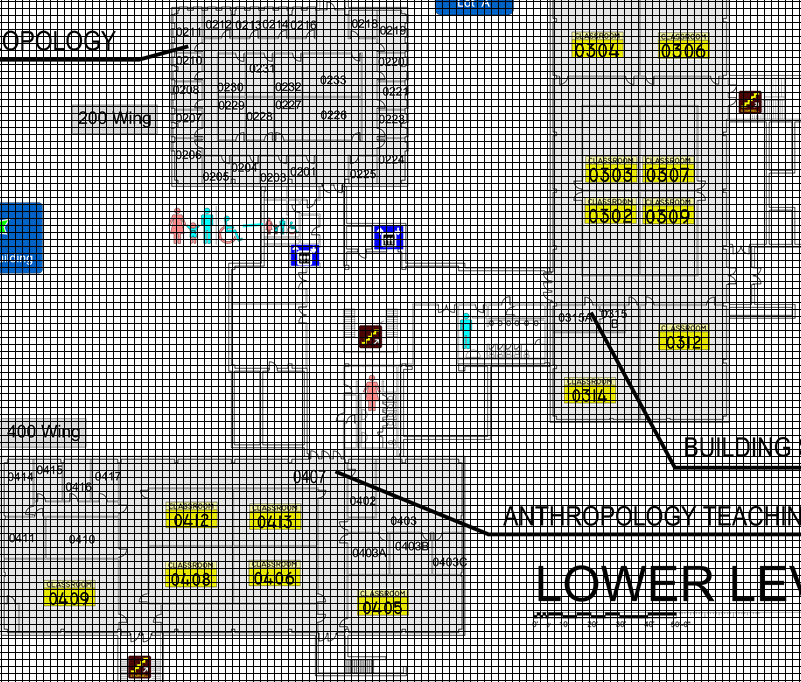 Lot A
OPOLOGY
0212
0213
0214
0216
0218
0219
0211
0210
0220
0231
0233
0208
0230
0232
0221
0229
0227
0207
0228
0226
0223
200 Wing
0206
0224
0204
0205
0203
0201
0225
CLASSROOM
0304
CLASSROOM
0306
CLASSROOM
0303
CLASSROOM
0307
CLASSROOM
0302
CLASSROOM
0309
ilding
0315A
0315
CLASSROOM
0312
CLASSROOM
0314
400 Wing
BUILDING
0414
0415
0416
0417
0407
0402
0403
CLASSROOM
0412
CLASSROOM
0413
ANTHROPOLOGY TEACHIN
0411
0410
0403A
0403B
0403C
CLASSROOM
0408
CLASSROOM
0406
CLASSROOM
0409
CLASSROOM
0405
LOWER LEV